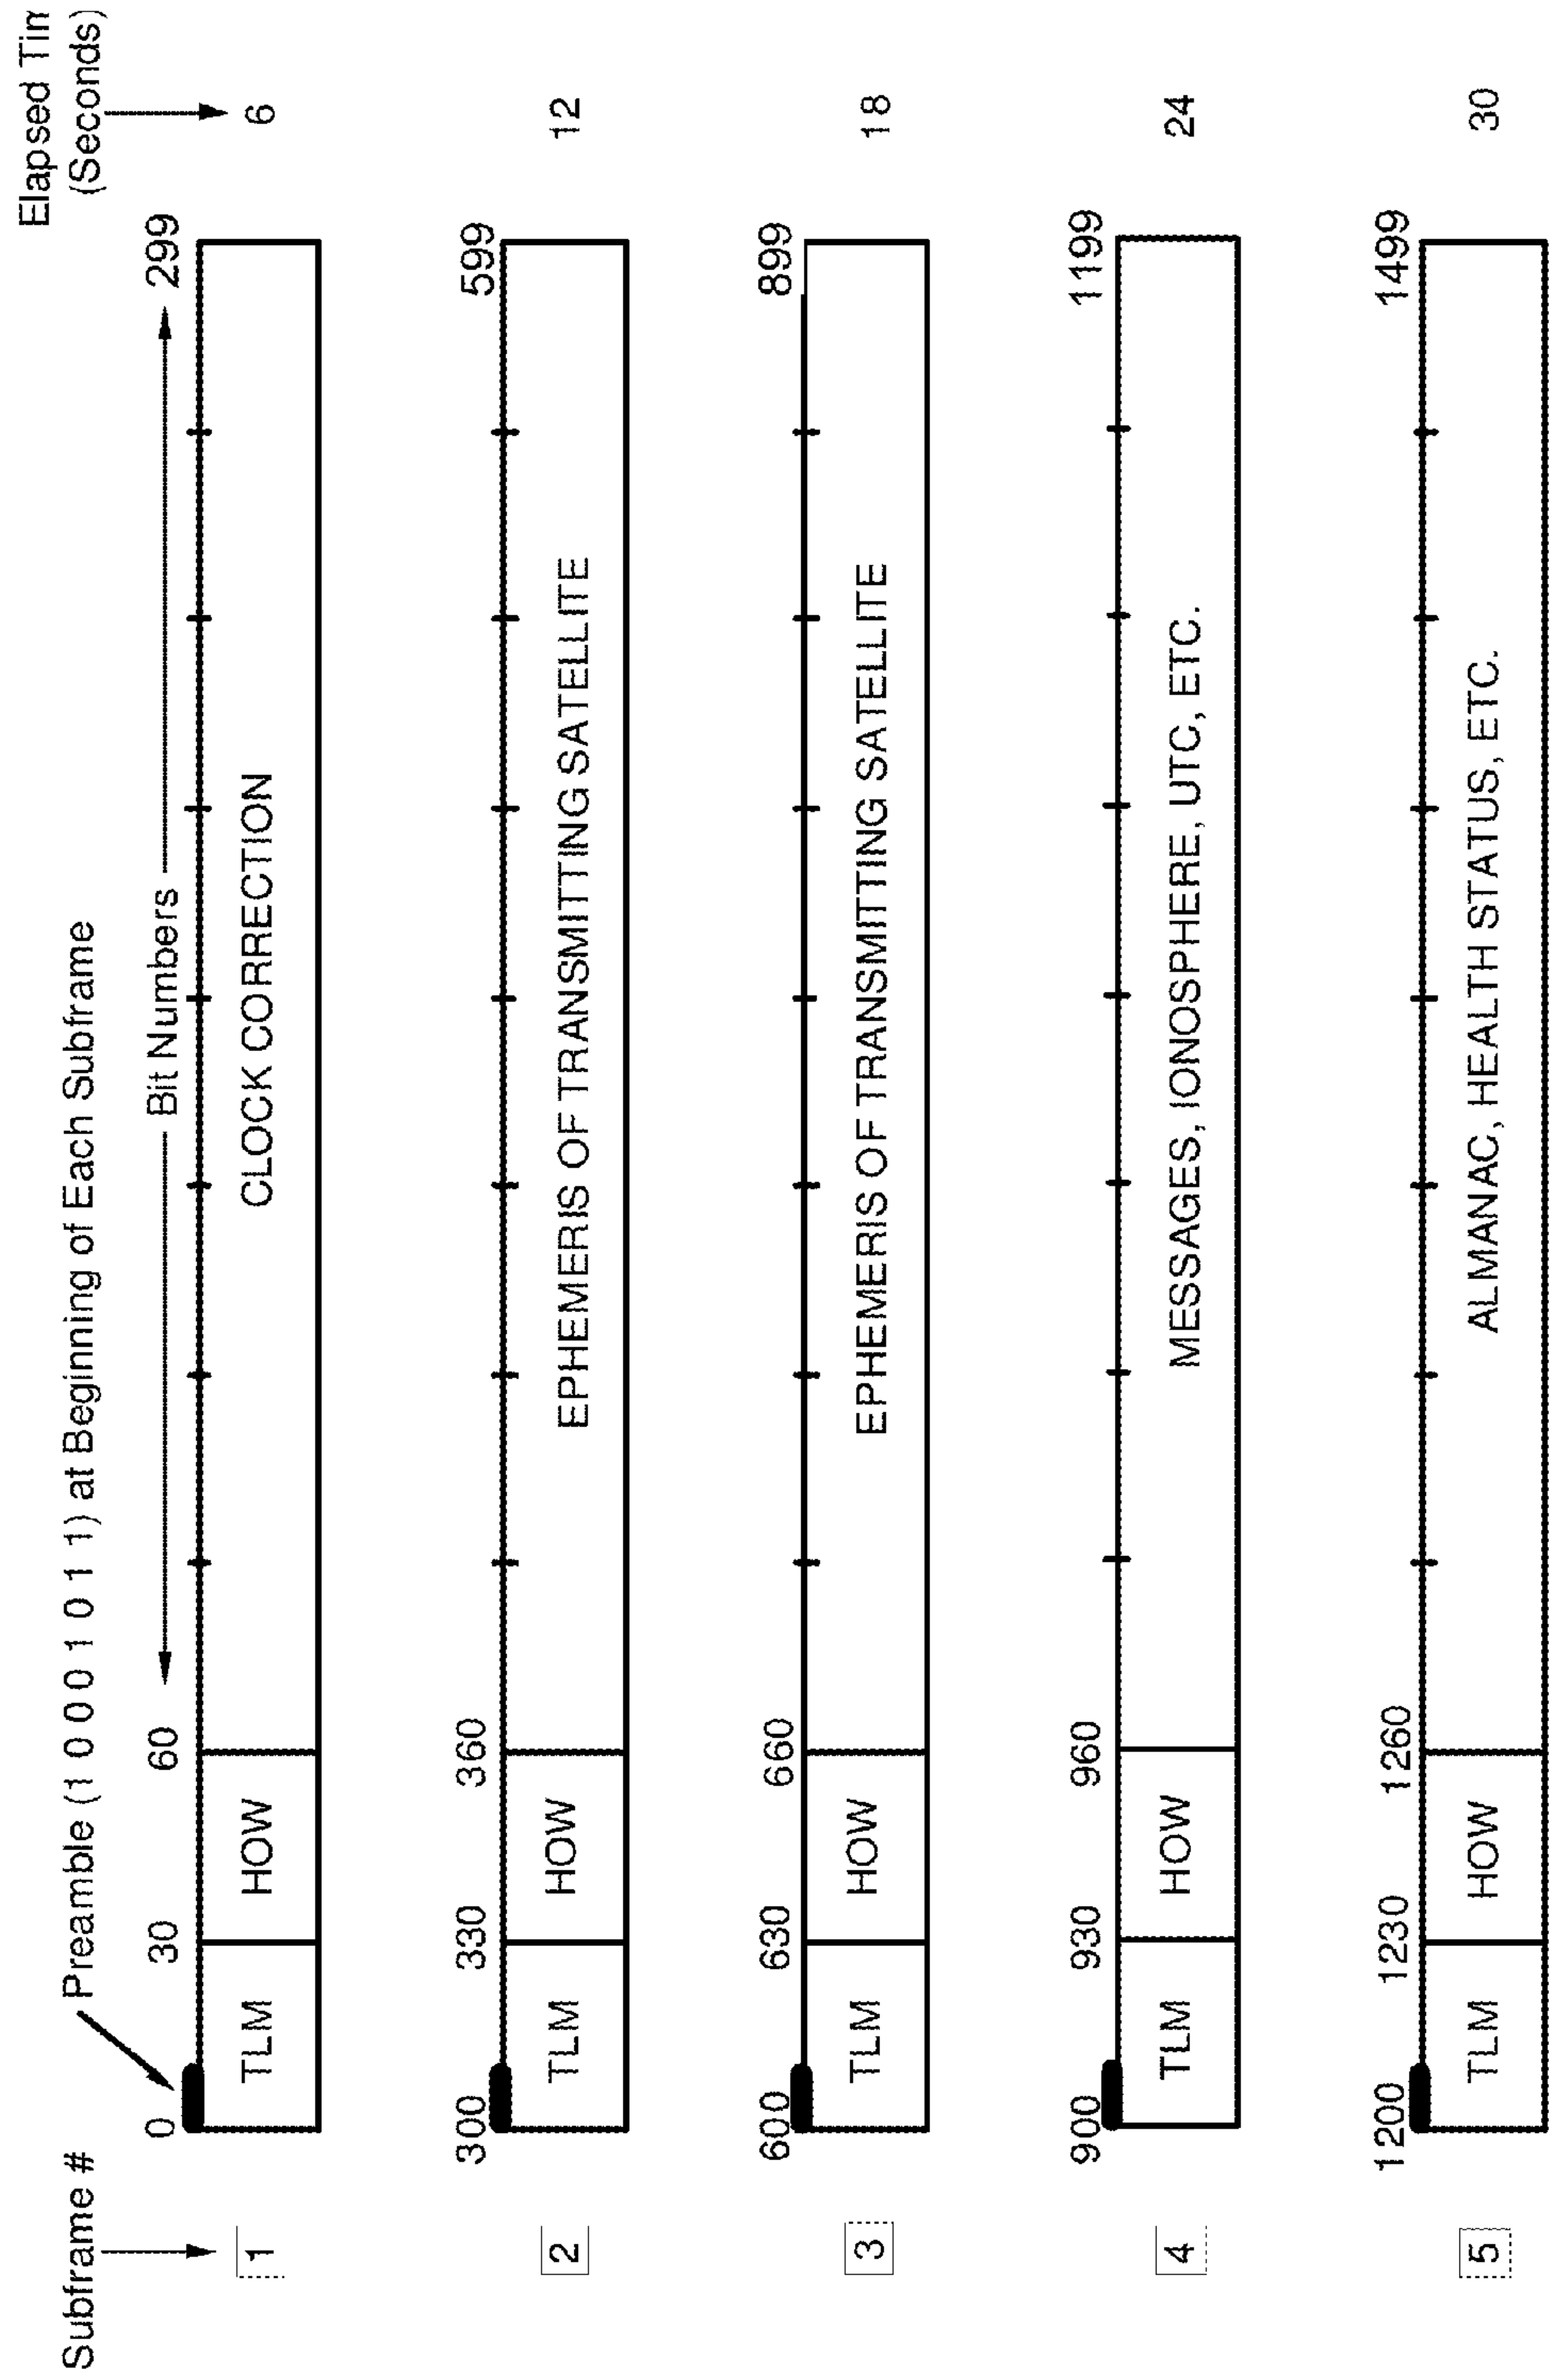 Subframe #
Preamble (1 0 0 0 1 0 1 1) at Beginning of Each Subframe
Elapsed Tim
(Seconds)
0 30 60 Bit Numbers 299
1 TLM HOW CLOCK CORRECTION 6
300 330 360 599
2 TLM HOW EPHEMERIS OF TRANSMITTING SATELLITE 12
600 630 660 899
3 TLM HOW EPHEMERIS OF TRANSMITTING SATELLITE 18
900 930 960 1199
4 TLM HOW MESSAGES, IONOSPHERE, UTC, ETC. 24
1200 1230 1260 1499
5 TLM HOW ALMANAC, HEALTH STATUS, ETC. 30